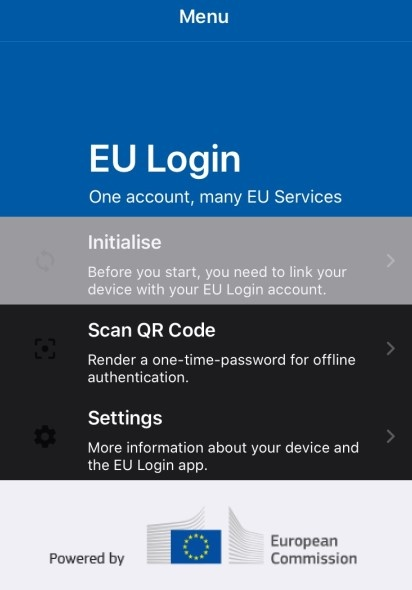 Menu
EU Login
One account, many EU Services
Initialise
Before you start, you need to link your
device with your EU Login account.
Scan QR Code
Render a one-time-password for offline
authentication.
Settings
More information about your device and
the EU Login app.
Powered by
European
Commission